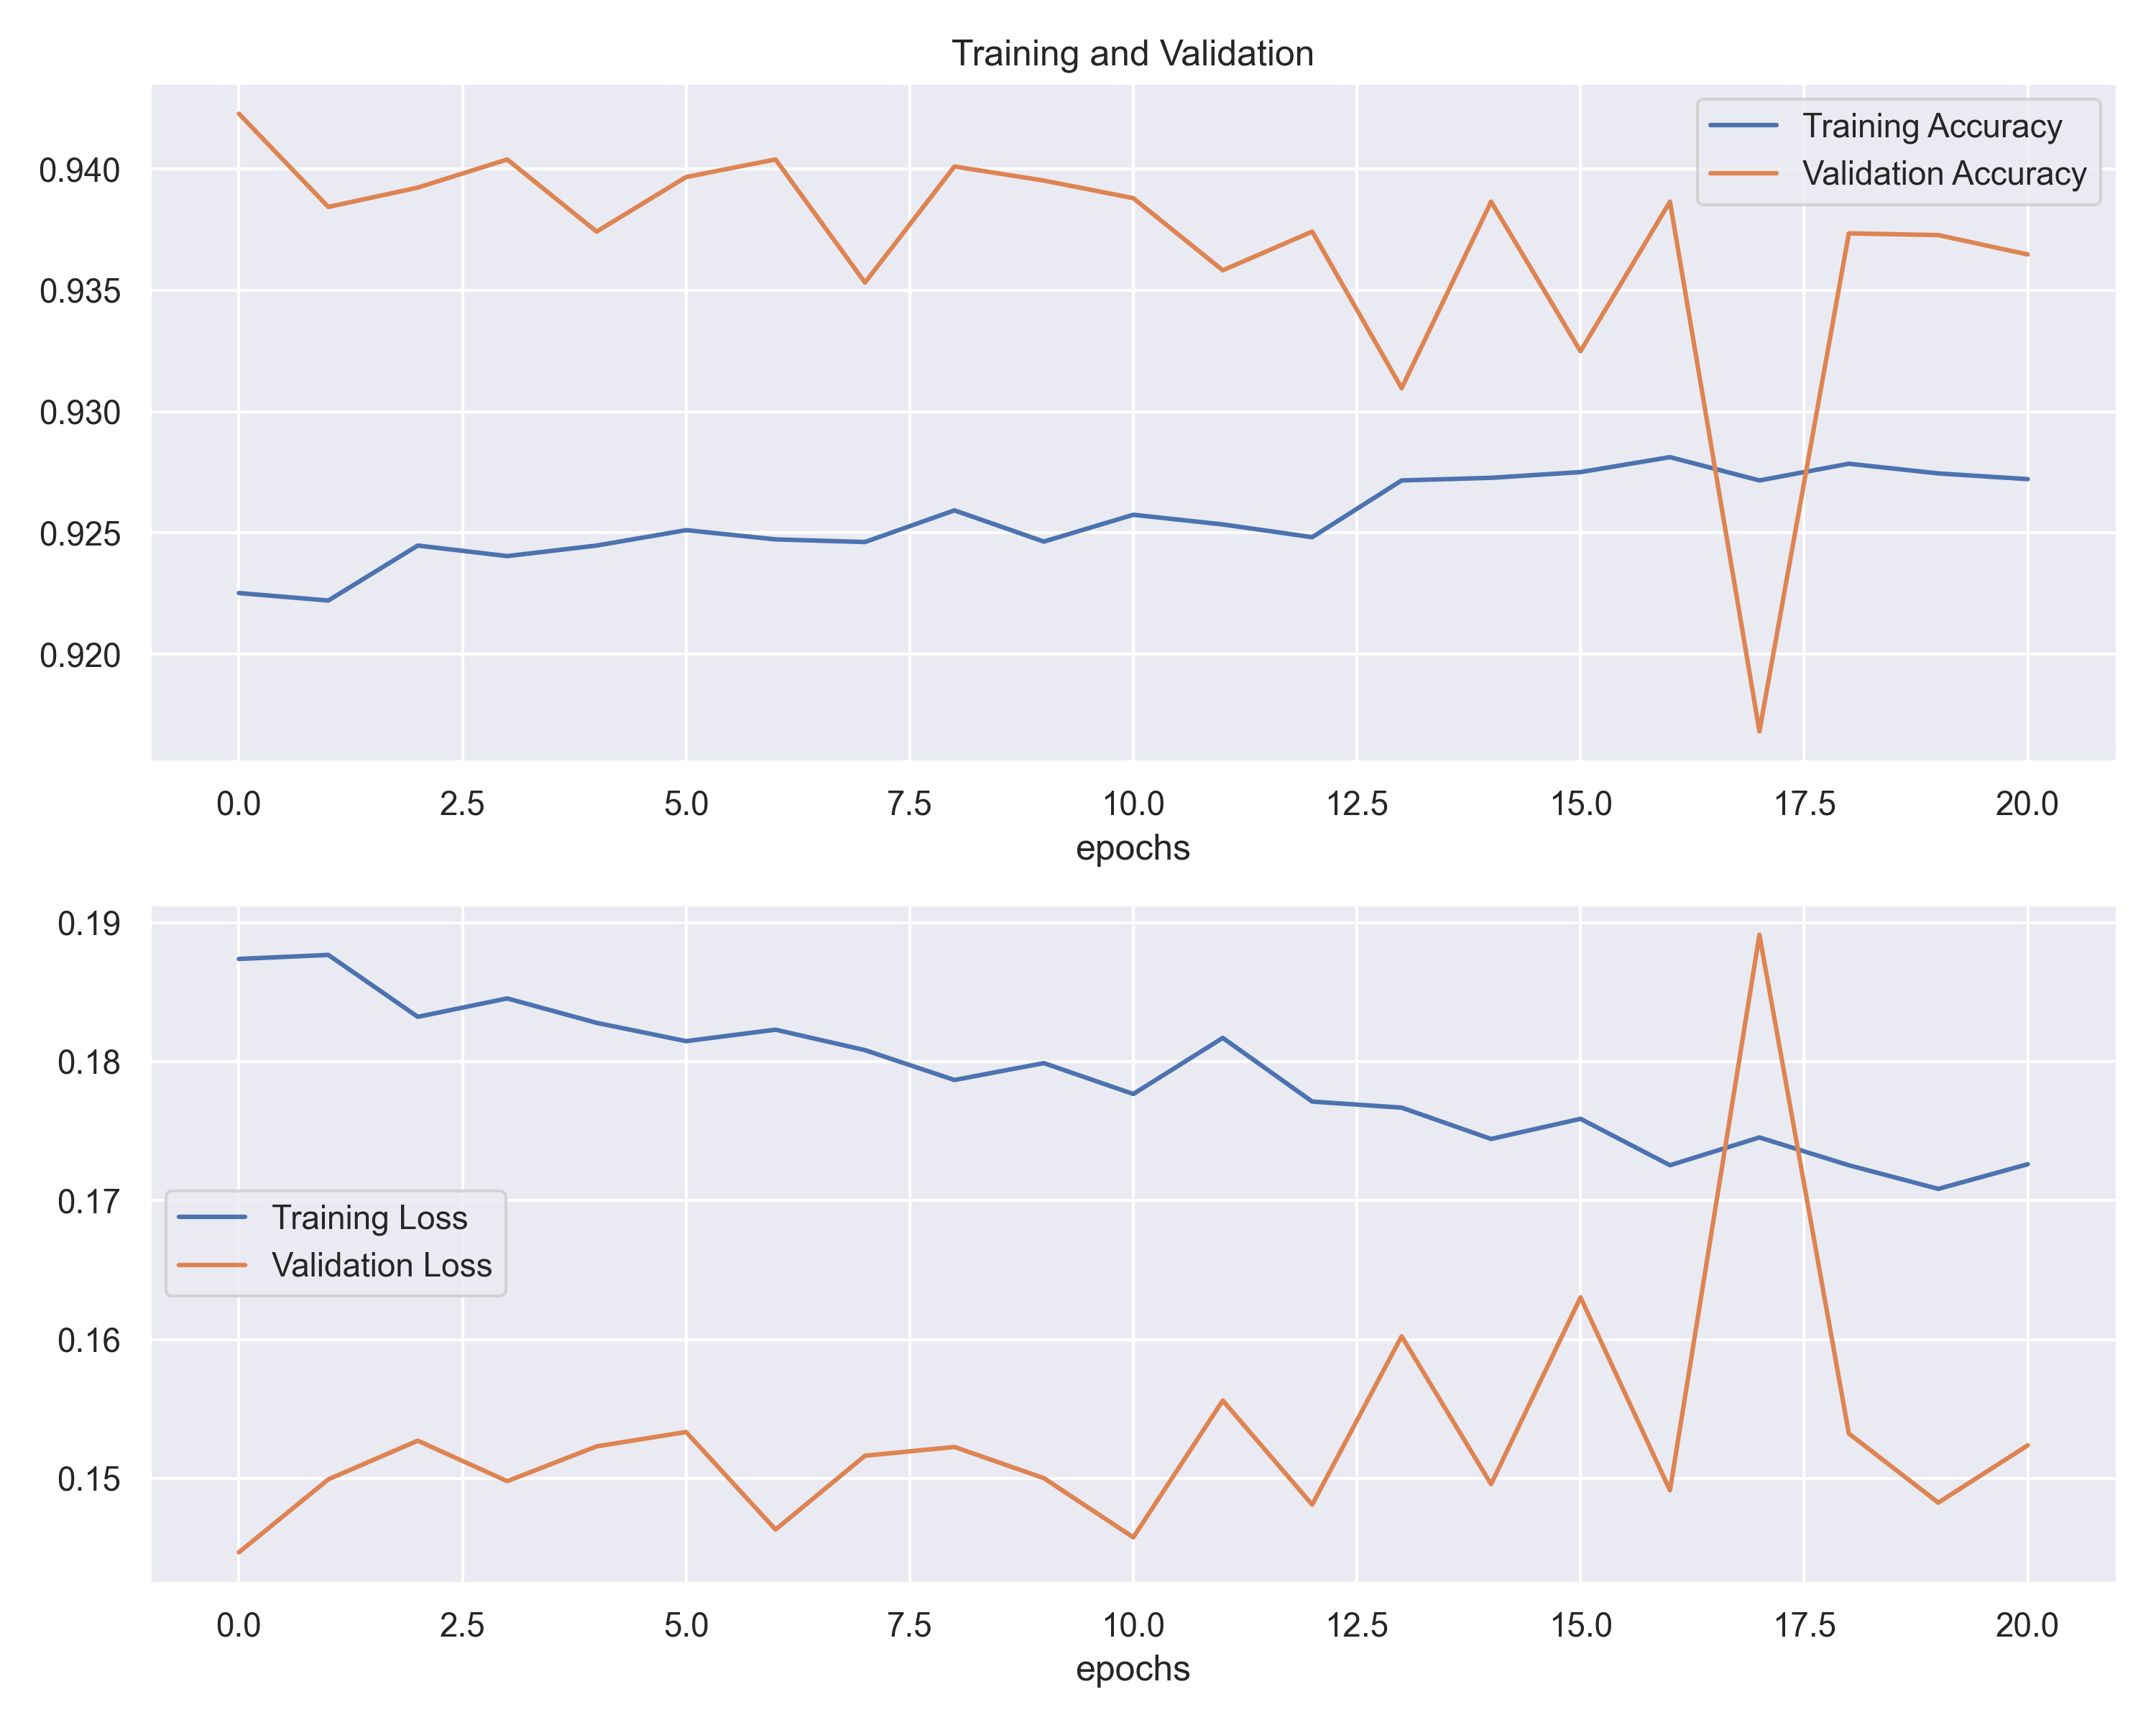 Training and Validation
Training Accuracy
Validation Accuracy
0.940
0.935
0.930
0.925
0.920
0.0 2.5 5.0 7.5 10.0 12.5 15.0 17.5 20.0
epochs
0.19
0.18
0.17
0.16
0.15
Training Loss
Validation Loss
0.0 2.5 5.0 7.5 10.0 12.5 15.0 17.5 20.0
epochs